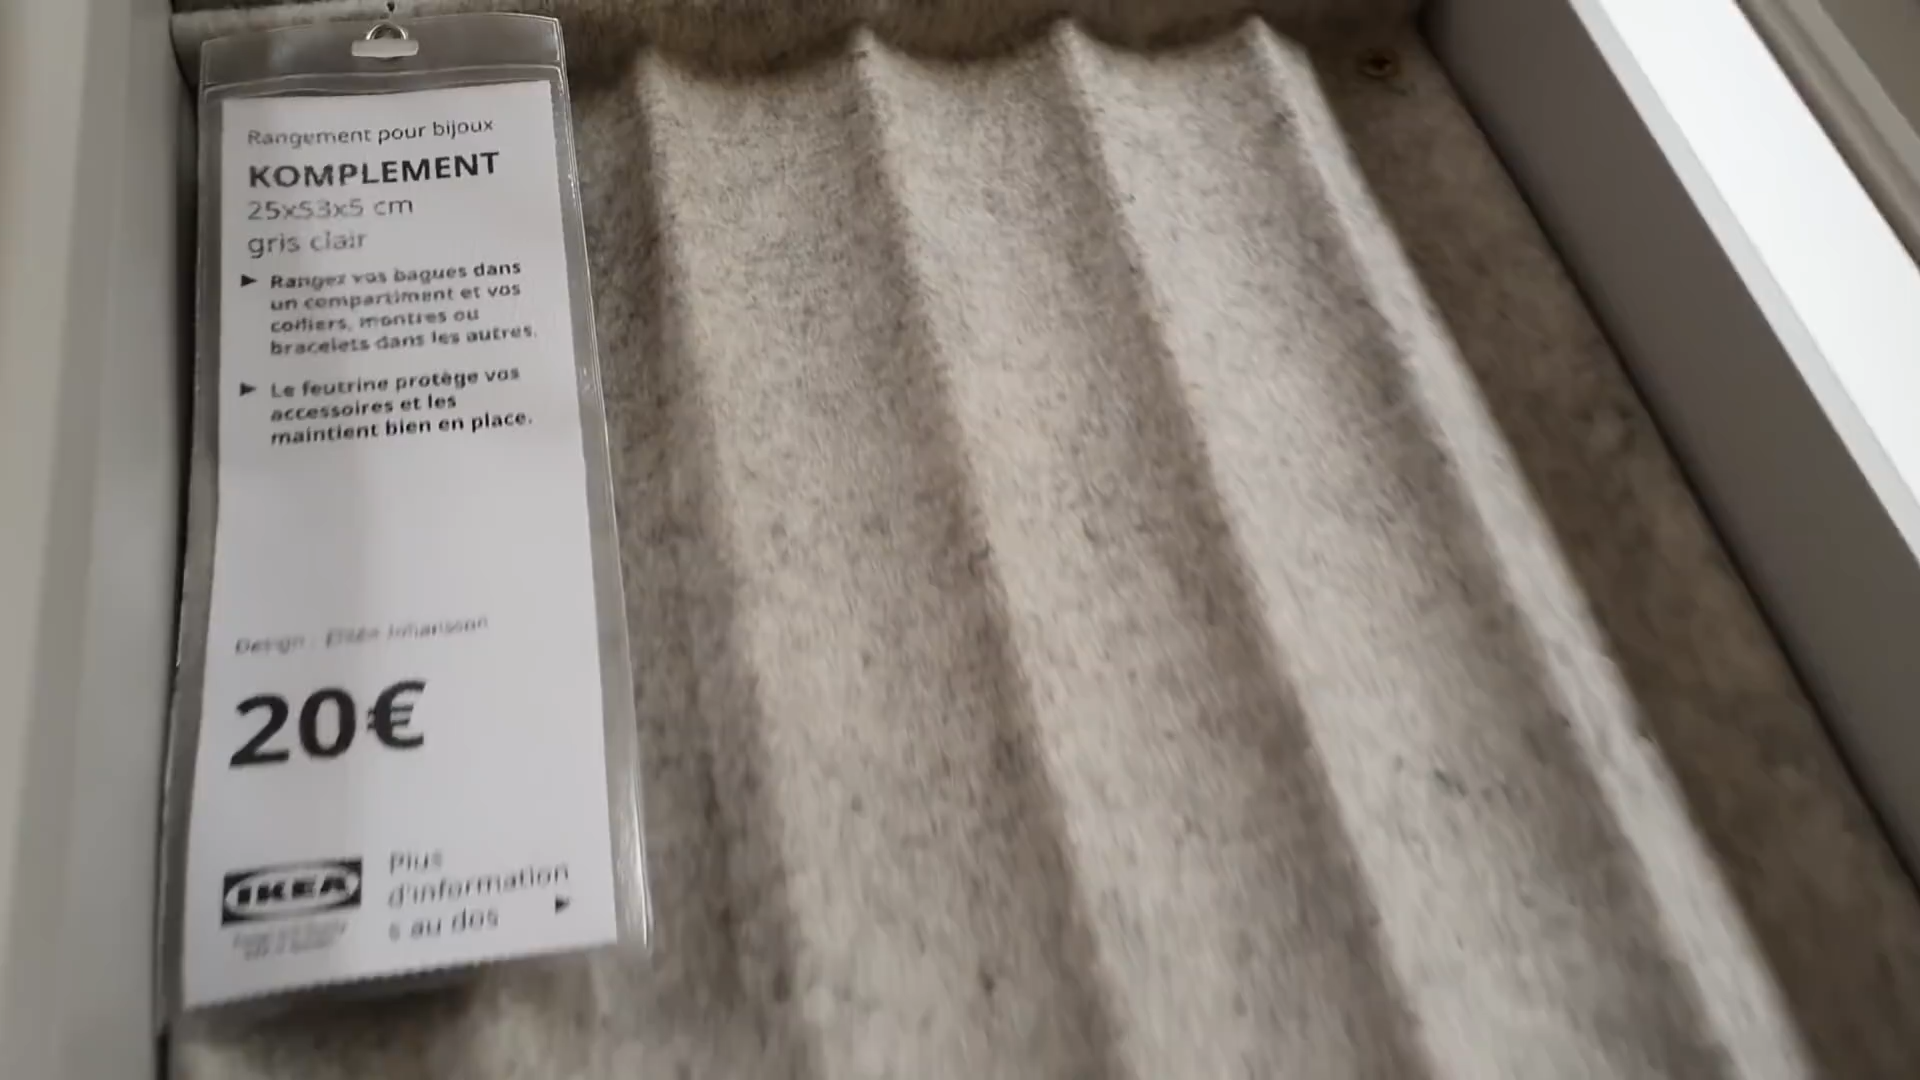 Rangement pour bijoux
KOMPLEMENT
25x53x5 cm
gris clair
► Rangez vos bagues dans
un compartiment et vos
colliers, montres ou
bracelets dans les autres.
► Le feutrine protège vos
accessoires et les
maintient bien en place.
Design : Johansson
20€
IKEA
Plus
d'information
s au dos ►